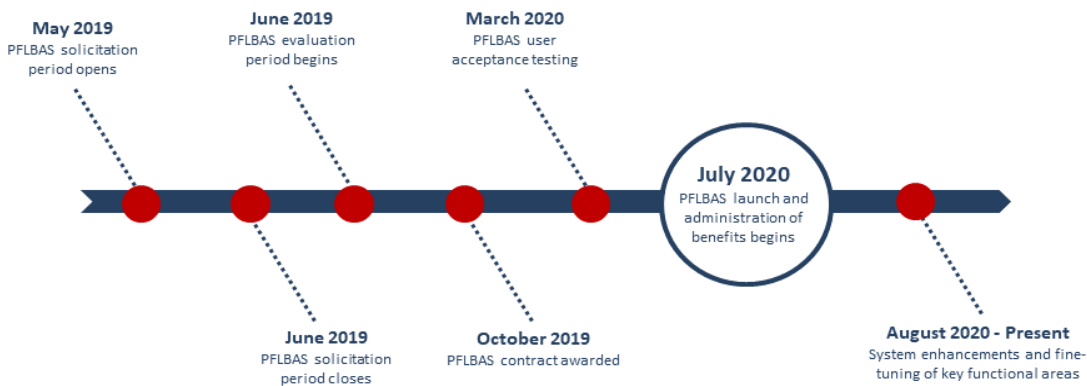 May 2019
PFLBAS solicitation
period opens
June 2019
PFLBAS solicitation
period closes
June 2019
PFLBAS evaluation
period begins
October 2019
PFLBAS contract awarded
March 2020
PFLBAS user
acceptance testing
July 2020
PFLBAS launch and
administration of
benefits begins
August 2020 - Present
System enhancements and fine-
tuning of key functional areas